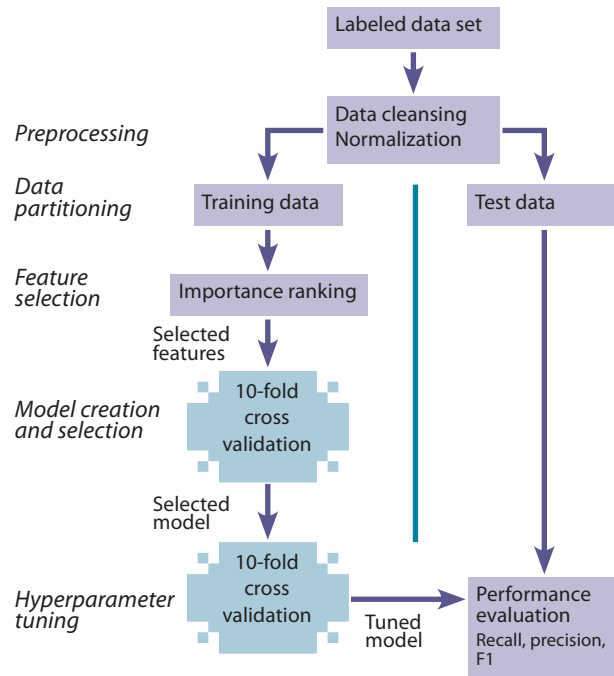 Labeled data set
Preprocessing
Data cleansing
Normalization
Data
partitioning
Training data
Test data
Feature
selection
Importance ranking
Selected
features
Model creation
and selection
10-fold
cross
validation
Selected
model
Hyperparameter
tuning
10-fold
cross
validation
Tuned
model
Performance
evaluation
Recall, precision,
F1